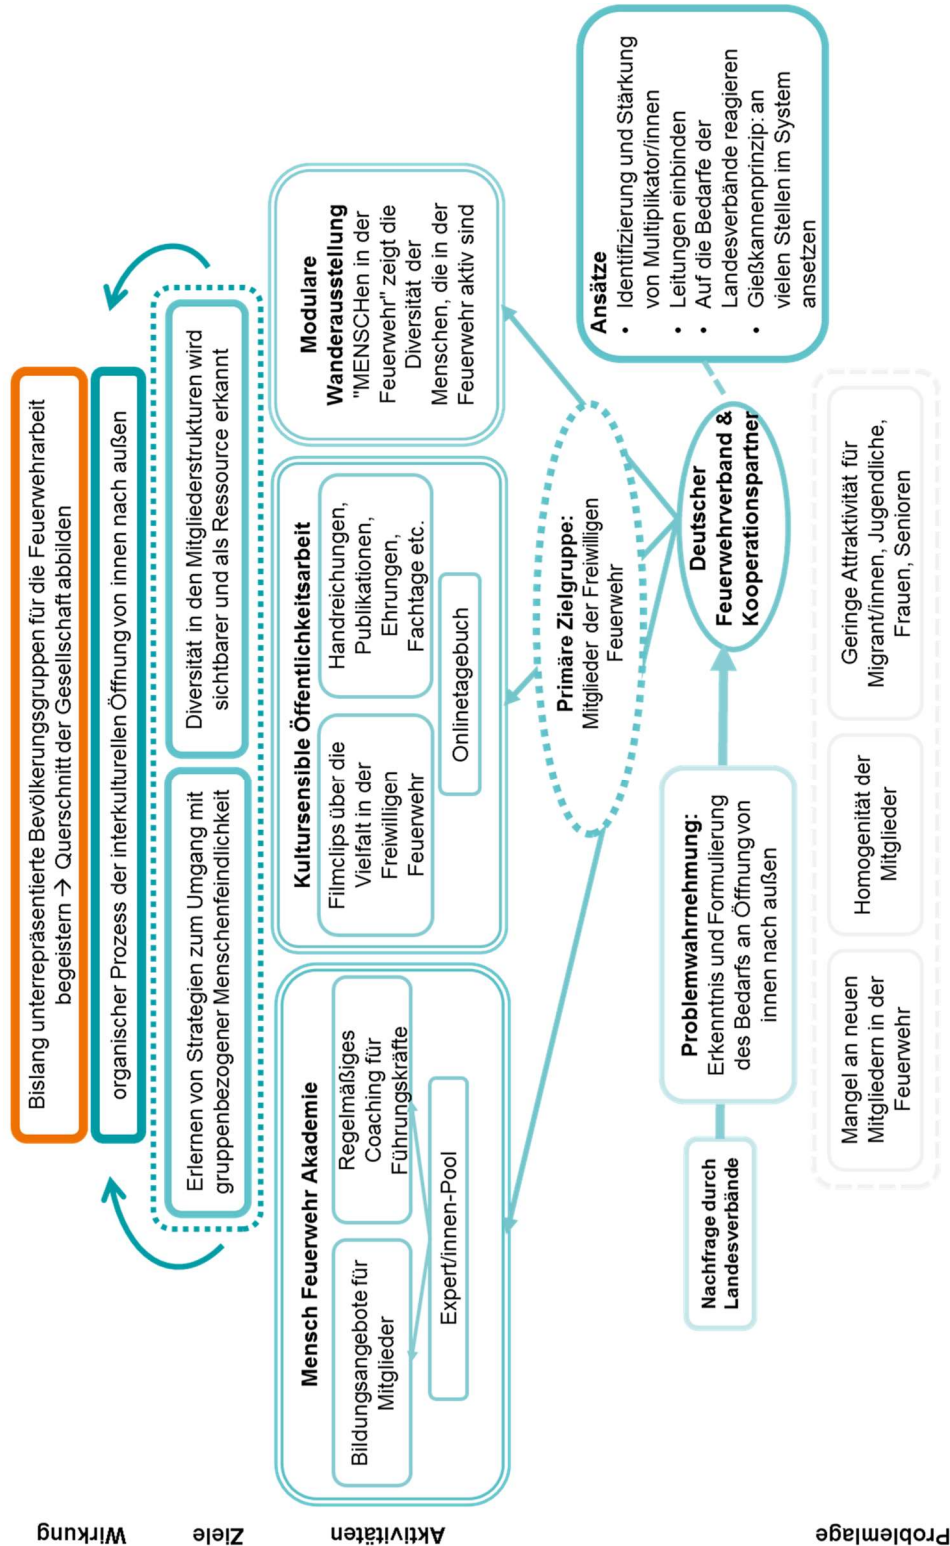 Wirkung
Bislang unterrepräsentierte Bevölkerungsgruppen für die Feuerwehrarbeit
begeistern → Querschnitt der Gesellschaft abbilden
organischer Prozess der interkulturellen Öffnung von innen nach außen
Ziele
Erlernen von Strategien zum Umgang mit
gruppenbezogener Menschenfeindlichkeit
Diversität in den Mitgliederstrukturen wird
sichtbarer und als Ressource erkannt
Aktivitäten
Mensch Feuerwehr Akademie
Bildungsangebote für
Mitglieder
Regelmäßiges
Coaching für
Führungskräfte
Expert/innen-Pool
Kultursensible Öffentlichkeitsarbeit
Filmclips über die
Vielfalt in der
Freiwilligen
Feuerwehr
Handreichungen,
Publikationen,
Ehrungen,
Fachtage etc.
Onlinetagebuch
Modulare
Wanderausstellung
"MENSCHen in der
Feuerwehr" zeigt die
Diversität der
Menschen, die in der
Feuerwehr aktiv sind
Primäre Zielgruppe:
Mitglieder der Freiwilligen
Feuerwehr
Nachfrage durch
Landesverbände
Problemwahrnehmung:
Erkenntnis und Formulierung
des Bedarfs an Öffnung von
innen nach außen
Deutscher
Feuerwehrverband &
Kooperationspartner
Ansätze
• Identifizierung und Stärkung
von Multiplikator/innen
• Leitungen einbinden
• Auf die Bedarfe der
Landesverbände reagieren
• Gießkannenprinzip: an
vielen Stellen im System
ansetzen
Problemlage
Mangel an neuen
Mitgliedern in der
Feuerwehr
Homogenität der
Mitglieder
Geringe Attraktivität für
Migrant/innen, Jugendliche,
Frauen, Senioren